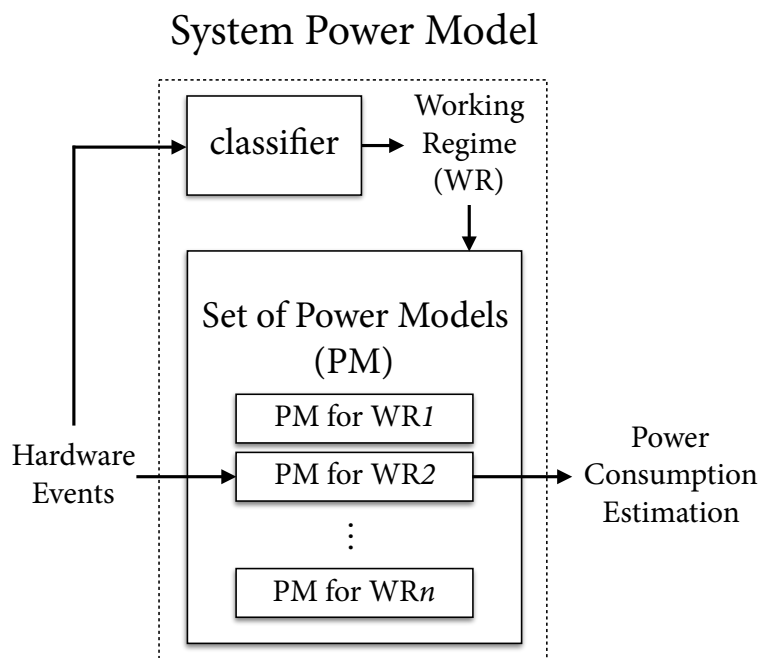 System Power Model
classifier
Working
Regime
(WR)
Set of Power Models
(PM)
PM for WR1
PM for WR2
⋮
PM for WRn
Hardware
Events
Power
Consumption
Estimation